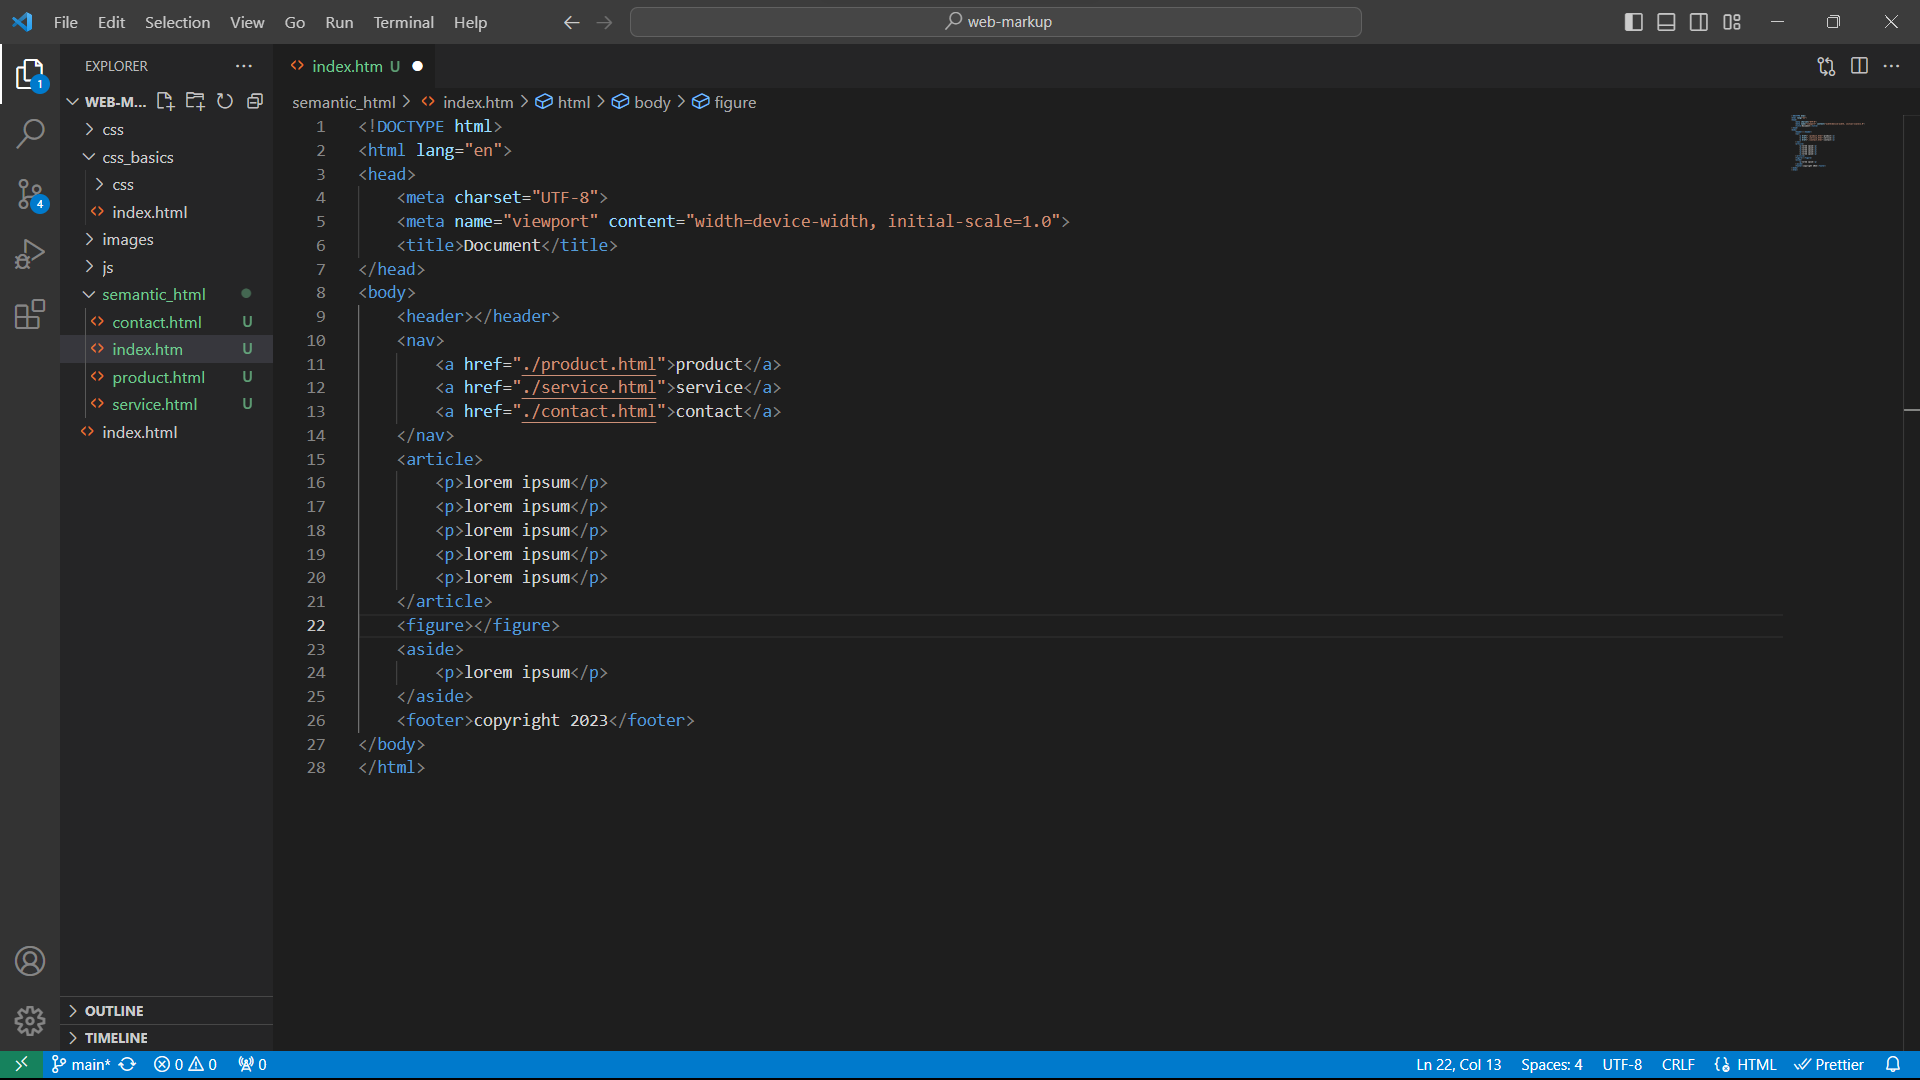 File Edit Selection View Go Run Terminal Help
web-markup
EXPLORER
WEB-M...
css
css_basics
css
index.html
images
js
semantic_html
contact.html U
index.htm U
product.html U
service.html U
index.html
OUTLINE
TIMELINE
index.htm U
semantic_html > index.htm > html > body > figure
1 <!DOCTYPE html>
2 <html lang="en">
3 <head>
4 <meta charset="UTF-8">
5 <meta name="viewport" content="width=device-width, initial-scale=1.0">
6 <title>Document</title>
7 </head>
8 <body>
9 <header></header>
10 <nav>
11 <a href="./product.html">product</a>
12 <a href="./service.html">service</a>
13 <a href="./contact.html">contact</a>
14 </nav>
15 <article>
16 <p>lorem ipsum</p>
17 <p>lorem ipsum</p>
18 <p>lorem ipsum</p>
19 <p>lorem ipsum</p>
20 <p>lorem ipsum</p>
21 </article>
22 <figure></figure>
23 <aside>
24 <p>lorem ipsum</p>
25 </aside>
26 <footer>copyright 2023</footer>
27 </body>
28 </html>
1
4
main* 0 0 0 Ln 22, Col 13 Spaces: 4 UTF-8 CRLF HTML Prettier